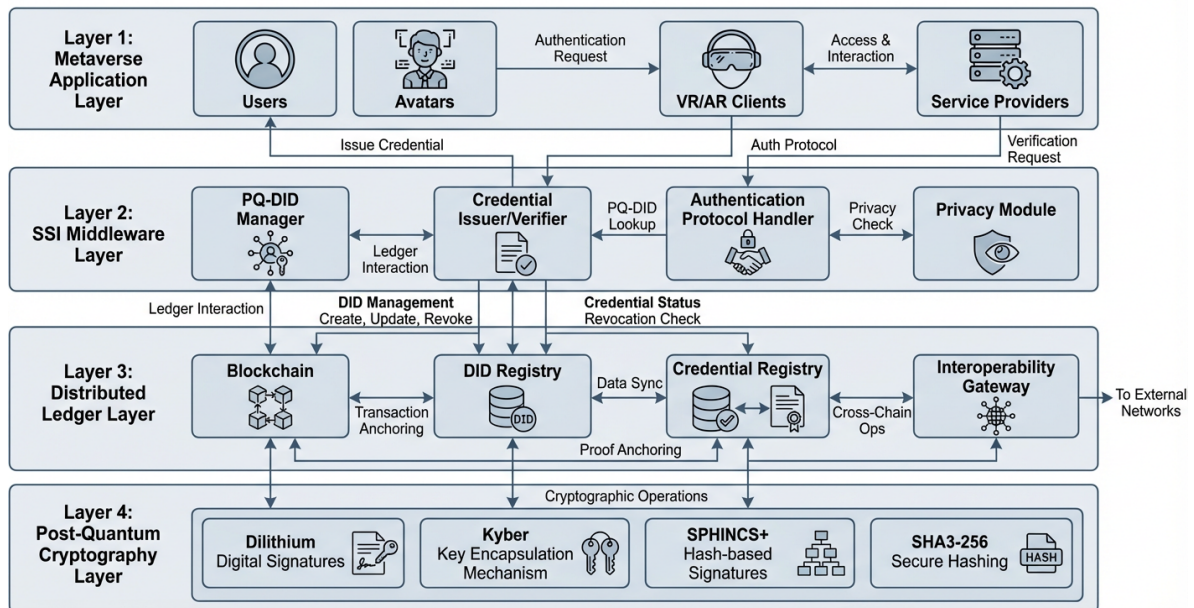 Layer 1:
Metaverse
Application
Layer
Users
Avatars
Authentication
Request
VR/AR Clients
Access &
Interaction
Service Providers
Issue Credential
Auth Protocol
Verification
Request
Layer 2:
SSI Middleware
Layer
PQ-DID
Manager
Ledger
Interaction
Credential
Issuer/Verifier
PQ-DID
Lookup
Authentication
Protocol Handler
Privacy
Check
Privacy Module
Ledger Interaction
DID Management
Create, Update, Revoke
Credential Status
Revocation Check
Layer 3:
Distributed
Ledger Layer
Blockchain
Transaction
Anchoring
DID Registry
DID
Data Sync
Credential Registry
Cross-Chain
Ops
Interoperability
Gateway
To External
Networks
Proof Anchoring
Layer 4:
Post-Quantum
Cryptography
Layer
Cryptographic Operations
Dilithium
Digital Signatures
Kyber
Key Encapsulation
Mechanism
SPHINCS+
Hash-based
Signatures
SHA3-256
Secure Hashing
HASH